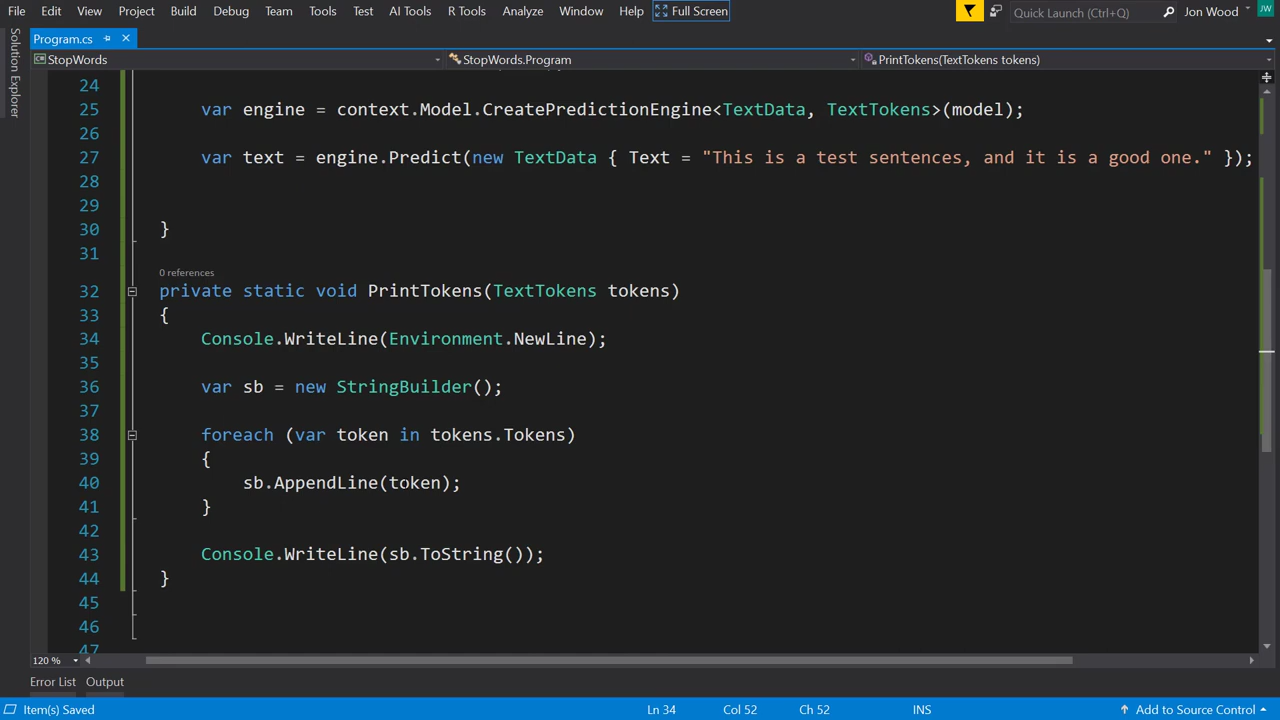 File Edit View Project Build Debug Team Tools Test AI Tools R Tools Analyze Window Help Full Screen Quick Launch (Ctrl+Q) Jon Wood JW
Program.cs
StopWords StopWords.Program PrintTokens(TextTokens tokens)
Solution Explorer
24
25 var engine = context.Model.CreatePredictionEngine<TextData, TextTokens>(model);
26
27 var text = engine.Predict(new TextData { Text = "This is a test sentences, and it is a good one." });
28
29
30 }
31
0 references
32 private static void PrintTokens(TextTokens tokens)
33 {
34 Console.WriteLine(Environment.NewLine);
35
36 var sb = new StringBuilder();
37
38 foreach (var token in tokens.Tokens)
39 {
40 sb.AppendLine(token);
41 }
42
43 Console.WriteLine(sb.ToString());
44 }
45
46
47
120 %
Error List Output
Item(s) Saved Ln 34 Col 52 Ch 52 INS Add to Source Control